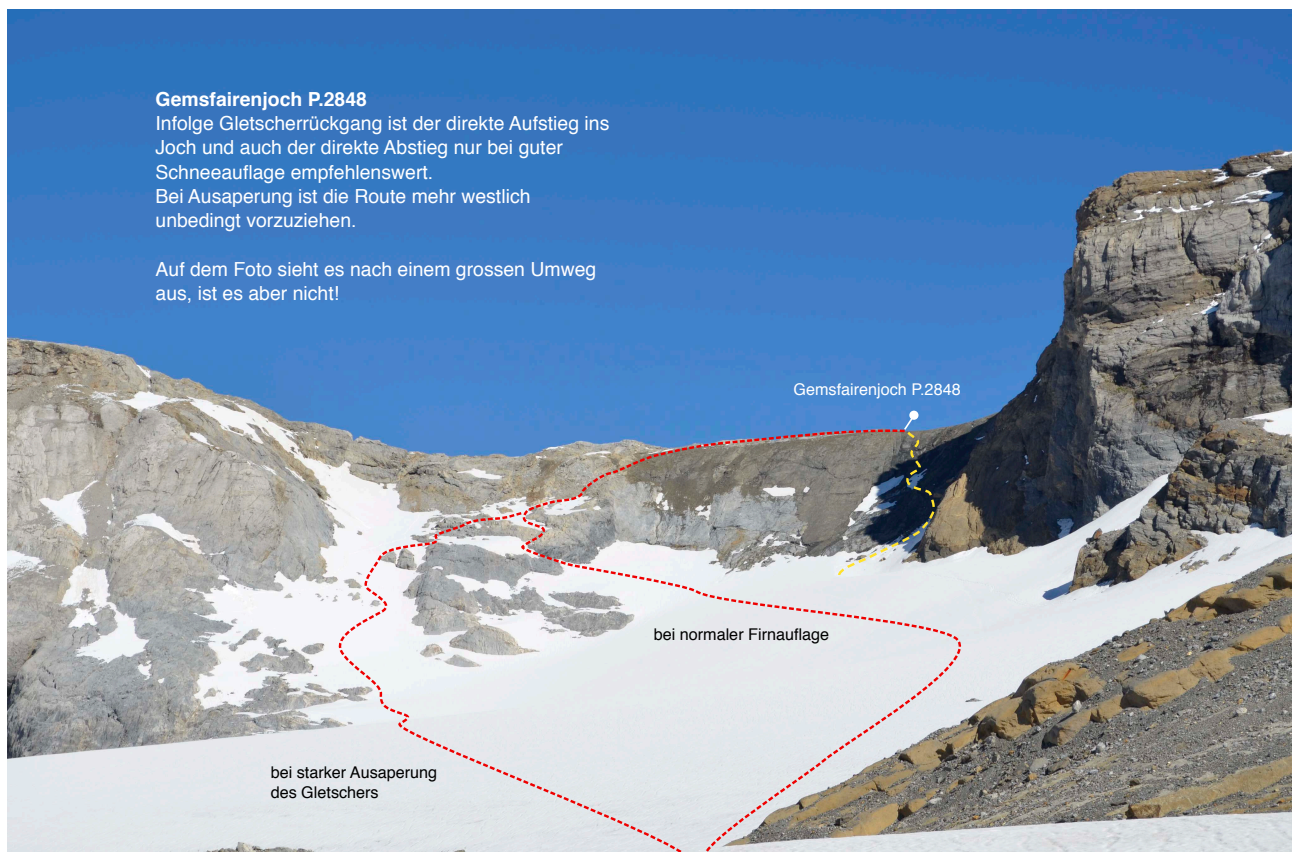 Gemsfairenjoch P.2848
Infolge Gletscherrückgang ist der direkte Aufstieg ins
Joch und auch der direkte Abstieg nur bei guter
Schneeauflage empfehlenswert.
Bei Ausaperung ist die Route mehr westlich
unbedingt vorzuziehen.
Auf dem Foto sieht es nach einem grossen Umweg
aus, ist es aber nicht!
Gemsfairenjoch P.2848
bei normaler Firnauflage
bei starker Ausaperung
des Gletschers